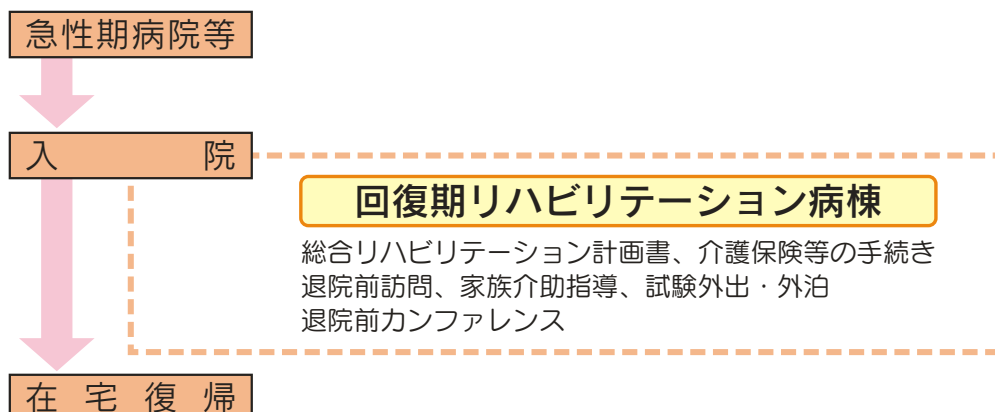 急性期病院等
入院
回復期リハビリテーション病棟
総合リハビリテーション計画書、介護保険等の手続き
退院前訪問、家族介助指導、試験外出・外泊
退院前カンファレンス
在宅復帰